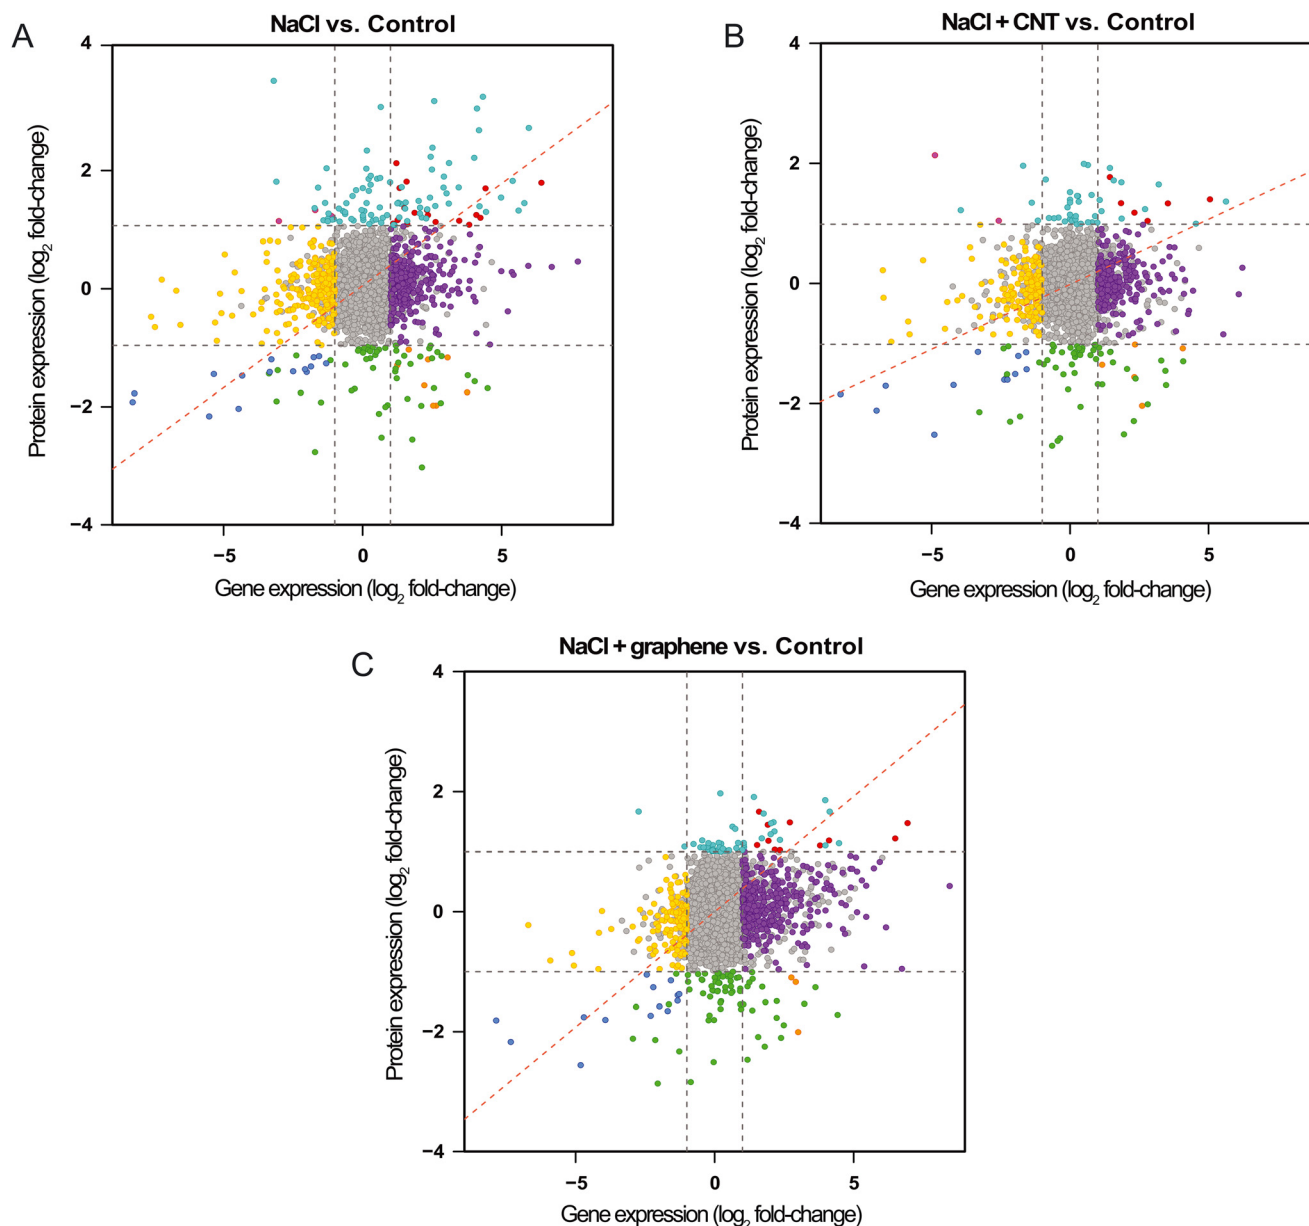 A
NaCl vs. Control
4
2
0
−2
−4
Protein expression (log2 fold-change)
−5
0
5
Gene expression (log2 fold-change)
B
NaCl + CNT vs. Control
4
2
0
−2
−4
Protein expression (log2 fold-change)
−5
0
5
Gene expression (log2 fold-change)
C
NaCl + graphene vs. Control
4
2
0
−2
−4
Protein expression (log2 fold-change)
−5
0
5
Gene expression (log2 fold-change)